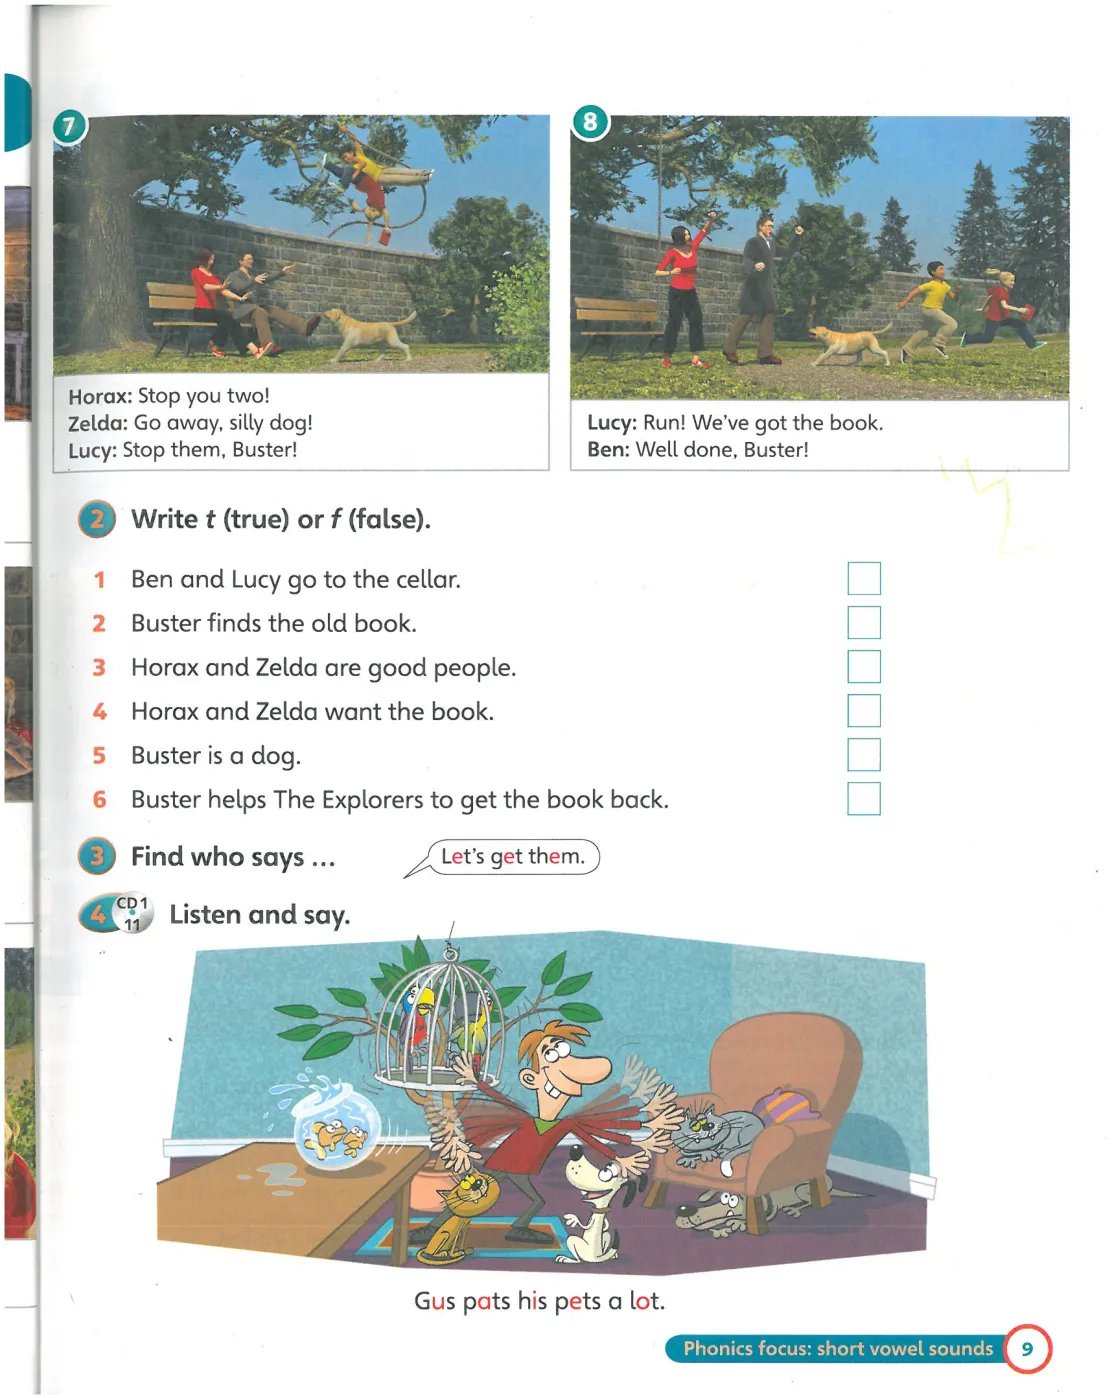 7
Horax: Stop you two!
Zelda: Go away, silly dog!
Lucy: Stop them, Buster!
8
Lucy: Run! We've got the book.
Ben: Well done, Buster!
2 Write t (true) or f (false).
1 Ben and Lucy go to the cellar.
2 Buster finds the old book.
3 Horax and Zelda are good people.
4 Horax and Zelda want the book.
5 Buster is a dog.
6 Buster helps The Explorers to get the book back.
3 Find who says ... Let's get them.
4 CD1 11 Listen and say.
Gus pats his pets a lot.
Phonics focus: short vowel sounds 9